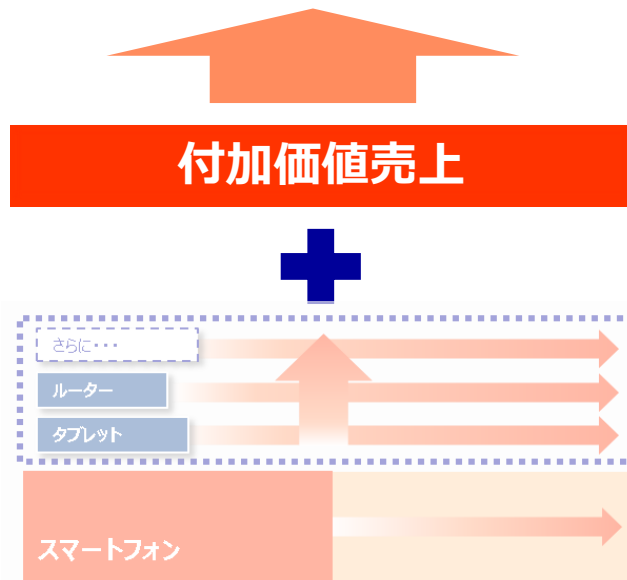 付加価値売上
さらに・・・
ルーター
タブレット
スマートフォン